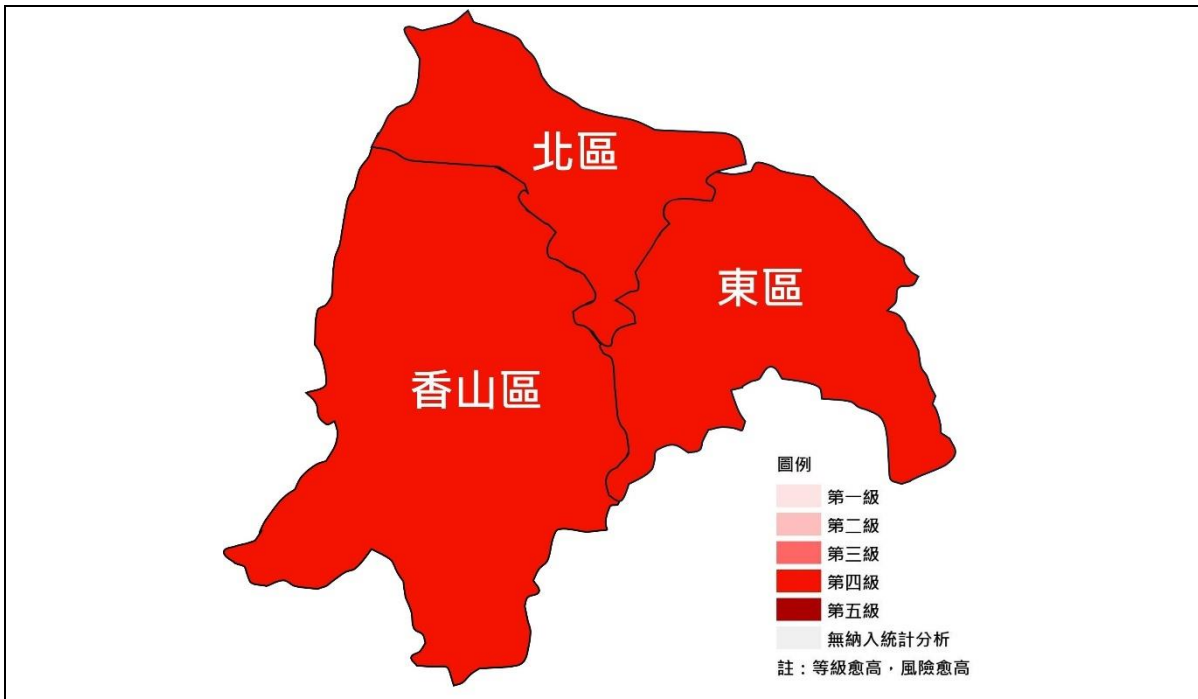 北區
東區
香山區
圖例
第一級
第二級
第三級
第四級
第五級
無納入統計分析
註：等級愈高，風險愈高